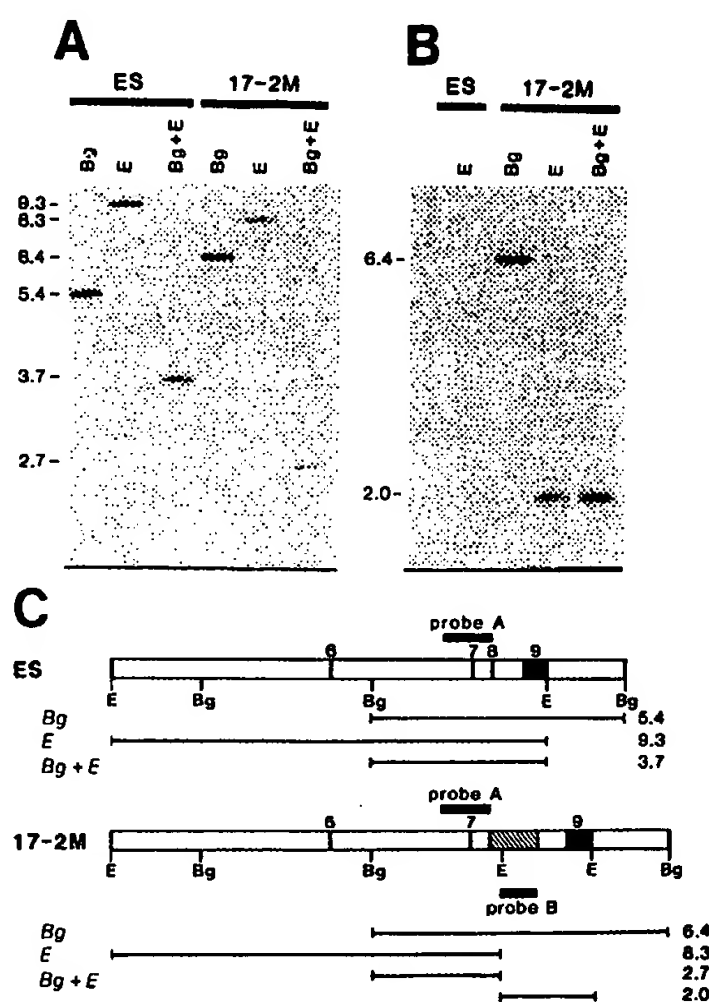 A
B
ES 17-2M
ES 17-2M
Bg E Bg+E Bg E Bg+E
E Bg E Bg+E
9.3 –
8.3 –
6.4 –
5.4 –
3.7 –
2.7 –
6.4 –
2.0 –
C
probe A
6 7 8 9
ES
E Bg Bg E Bg
Bg 5.4
E 9.3
Bg + E 3.7
probe A
6 7 9
17-2M
E Bg Bg E E Bg
probe B
Bg 6.4
E 8.3
Bg + E 2.7
2.0